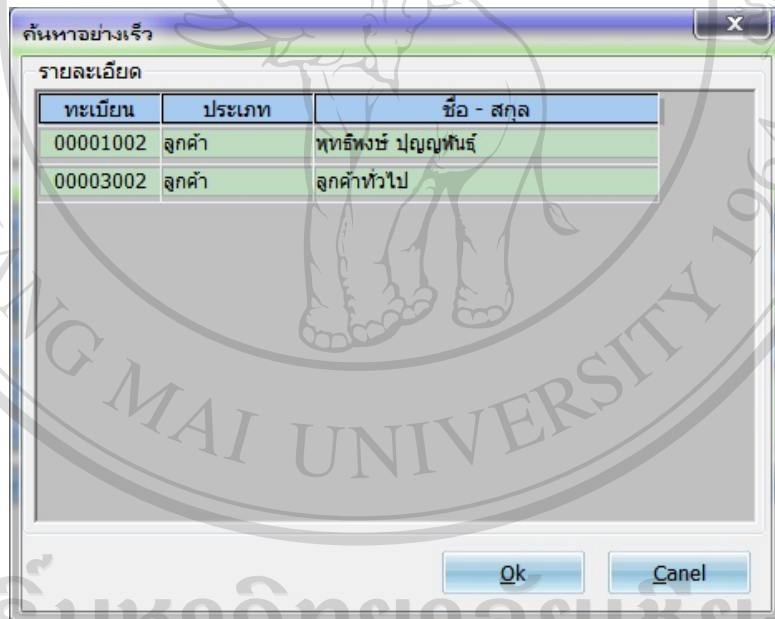 ค้นหาอย่างเร็ว
x
รายละเอียด
ทะเบียน ประเภท ชื่อ - สกุล
00001002 ลูกค้า พุทธิพงษ์ ปุญญพันธุ์
00003002 ลูกค้า ลูกค้าทั่วไป
MAI UNIVERSITY 196
Ok Canel